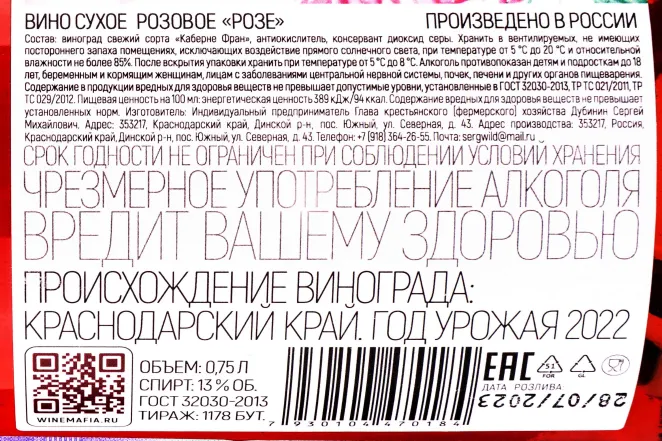 ВИНО СУХОЕ РОЗОВОЕ «РОЗЕ»
ПРОИЗВЕДЕНО В РОССИИ
Состав: виноград свежий сорта «Каберне Фран», антиокислитель, консервант диоксид серы. Хранить в вентилируемых, не имеющих
постороннего запаха помещениях, исключающих воздействие прямого солнечного света, при температуре от 5 °С до 20 °С и относительной
влажности не более 85%. После вскрытия упаковки хранить при температуре от 5 °С до 8 °С. Алкоголь противопоказан детям и подросткам до 18
лет, беременным и кормящим женщинам, лицам с заболеваниями центральной нервной системы, почек, печени и других органов пищеварения.
Содержание в продукции вредных для здоровья веществ не превышает допустимые уровни, установленные в ГОСТ 32030-2013, ТР ТС 021/2011, ТР
ТС 029/2012. Пищевая ценность на 100 мл: энергетическая ценность 389 кДж/94 ккал. Содержание вредных для здоровья веществ не превышает
установленных норм. Изготовитель: Индивидуальный предприниматель Глава крестьянского (фермерского) хозяйства Дубинин Сергей
Михайлович. Адрес: 353217, Краснодарский край, Динской р-н, пос. Южный, ул. Северная, д. 43. Адрес производства: 353217, Россия,
Краснодарский край, Динской р-н, пос. Южный, ул. Северная, д. 43. Телефон: +7 (918) 364-26-55. Почта: sergwild@mail.ru
СРОК ГОДНОСТИ НЕ ОГРАНИЧЕН ПРИ СОБЛЮДЕНИИ УСЛОВИЙ ХРАНЕНИЯ
ЧРЕЗМЕРНОЕ УПОТРЕБЛЕНИЕ АЛКОГОЛЯ
ВРЕДИТ ВАШЕМУ ЗДОРОВЬЮ
ПРОИСХОЖДЕНИЕ ВИНОГРАДА:
КРАСНОДАРСКИЙ КРАЙ. ГОД УРОЖАЯ 2022
WINEMAFIA.RU
ОБЪЕМ: 0,75 Л
СПИРТ: 13 % ОБ.
ГОСТ 32030-2013
ТИРАЖ: 1178 БУТ.
7 930104 470184
EAC
51
FOR
GL
ДАТА РОЗЛИВА
28/07/2023